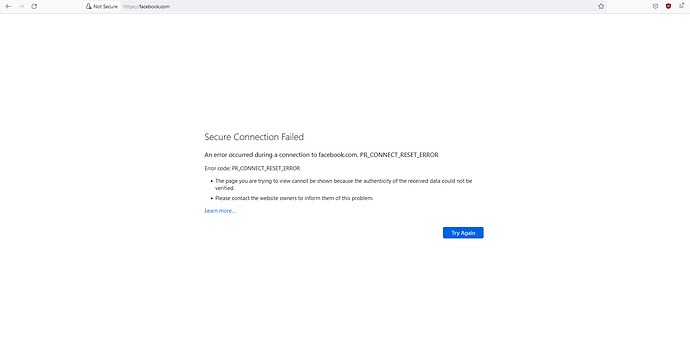 Not Secure https://facebook.com
Secure Connection Failed
An error occurred during a connection to facebook.com. PR_CONNECT_RESET_ERROR
Error code: PR_CONNECT_RESET_ERROR
The page you are trying to view cannot be shown because the authenticity of the received data could not be
verified.
Please contact the website owners to inform them of this problem.
Learn more...
Try Again